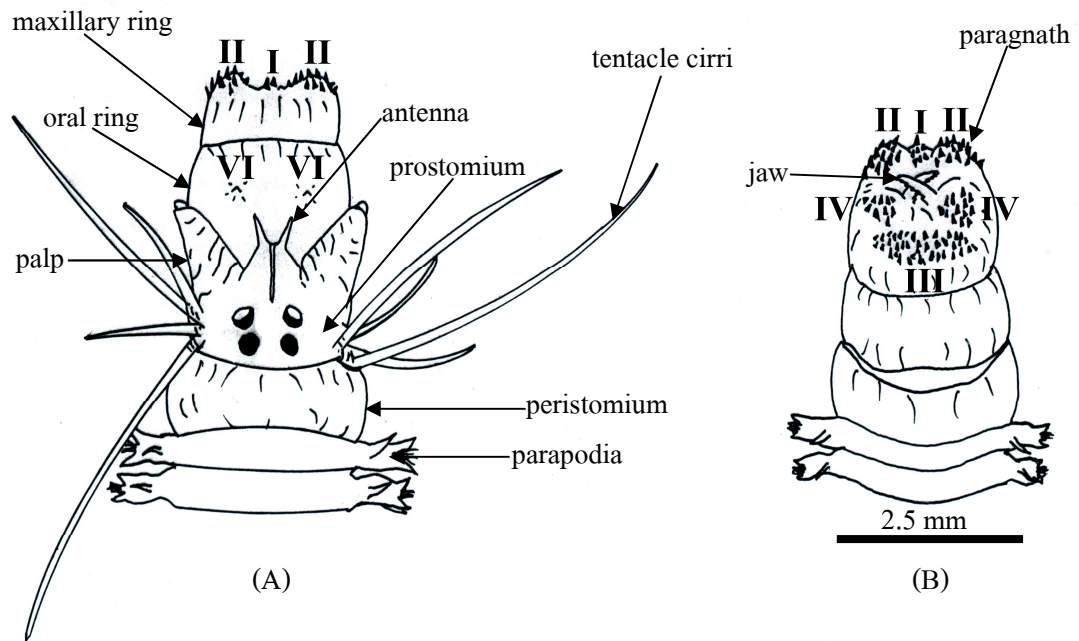 maxillary ring
II I II
tentacle cirri
paragnath
oral ring
antenna
II I II
VI VI
prostomium
jaw
IV IV
palp
III
peristomium
parapodia
2.5 mm
(A)
(B)